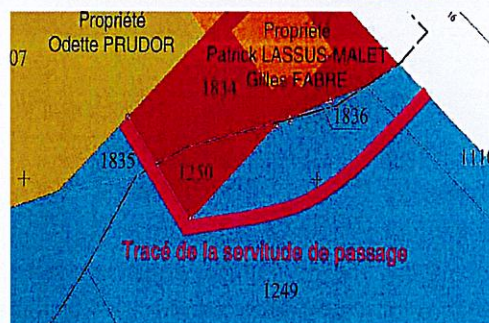 Propriété
Odette PRUDOR
Propriété
Patrick LASSUS-MALET
Gilles FABRE
07
1834
1836
1835
1250
Tracé de la servitude de passage
1249